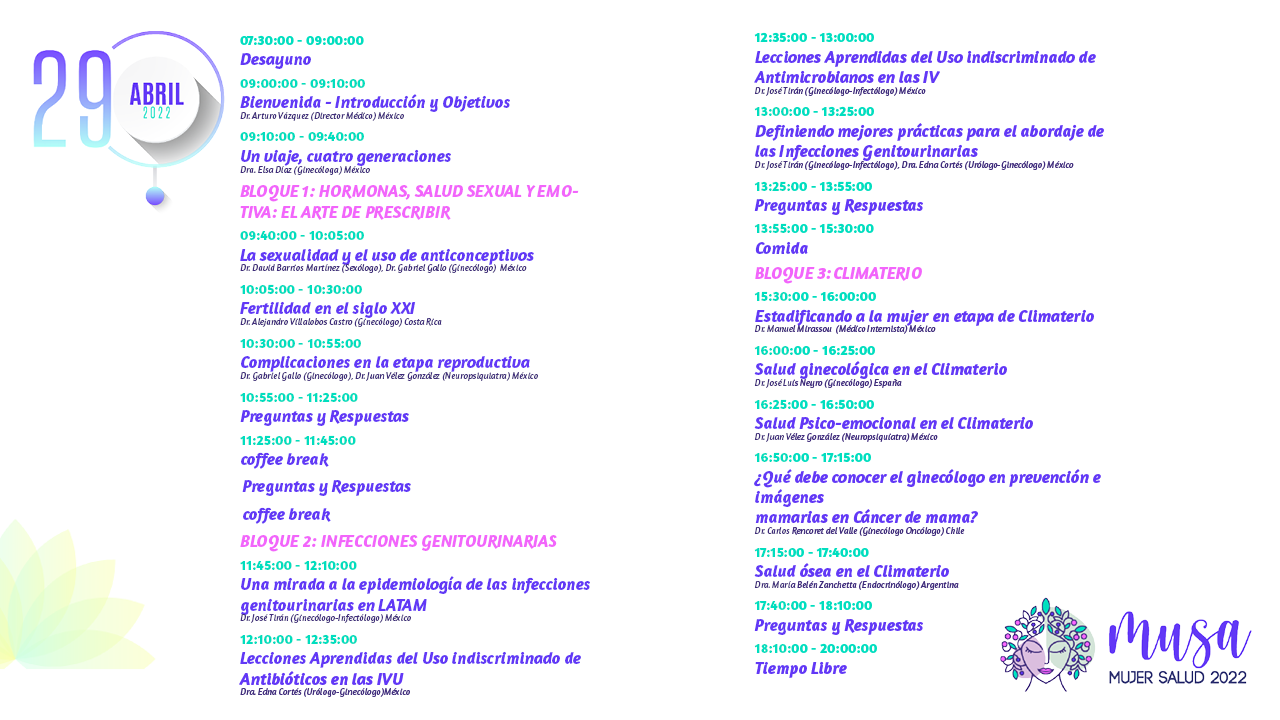 29
ABRIL
2022
07:30:00 - 09:00:00
Desayuno
09:00:00 - 09:10:00
Bienvenida - Introducción y Objetivos
Dr. Arturo Vázquez (Director Médico) México
09:10:00 - 09:40:00
Un viaje, cuatro generaciones
Dra. Elsa Díaz (Ginecóloga) México
BLOQUE 1: HORMONAS, SALUD SEXUAL Y EMO-
TIVA: EL ARTE DE PRESCRIBIR
09:40:00 - 10:05:00
La sexualidad y el uso de anticonceptivos
Dr. David Barrios Martínez (Sexólogo), Dr. Gabriel Gallo (Ginecólogo) México
10:05:00 - 10:30:00
Fertilidad en el siglo XXI
Dr. Alejandro Villalobos Castro (Ginecólogo) Costa Rica
10:30:00 - 10:55:00
Complicaciones en la etapa reproductiva
Dr. Gabriel Gallo (Ginecólogo), Dr. Juan Vélez González (Neuropsiquiatra) México
10:55:00 - 11:25:00
Preguntas y Respuestas
11:25:00 - 11:45:00
coffee break
Preguntas y Respuestas
coffee break
BLOQUE 2: INFECCIONES GENITOURINARIAS
11:45:00 - 12:10:00
Una mirada a la epidemiología de las infecciones
genitourinarias en LATAM
Dr. José Tirán (Ginecólogo-Infectólogo) México
12:10:00 - 12:35:00
Lecciones Aprendidas del Uso indiscriminado de
Antibióticos en las IVU
Dra. Edna Cortés (Urólogo-Ginecólogo)México
12:35:00 - 13:00:00
Lecciones Aprendidas del Uso indiscriminado de
Antimicrobianos en las IV
Dr. José Tirán (Ginecólogo-Infectólogo) México
13:00:00 - 13:25:00
Definiendo mejores prácticas para el abordaje de
las Infecciones Genitourinarias
Dr. José Tirán (Ginecólogo-Infectólogo), Dra. Edna Cortés (Urólogo-Ginecólogo) México
13:25:00 - 13:55:00
Preguntas y Respuestas
13:55:00 - 15:30:00
Comida
BLOQUE 3: CLIMATERIO
15:30:00 - 16:00:00
Estadificando a la mujer en etapa de Climaterio
Dr. Manuel Mirassou (Médico Internista) México
16:00:00 - 16:25:00
Salud ginecológica en el Climaterio
Dr. José Luis Neyro (Ginecólogo) España
16:25:00 - 16:50:00
Salud Psico-emocional en el Climaterio
Dr. Juan Vélez González (Neuropsiquiatra) México
16:50:00 - 17:15:00
¿Qué debe conocer el ginecólogo en prevención e
imágenes
mamarias en Cáncer de mama?
Dr. Carlos Rencoret del Valle (Ginecólogo Oncólogo) Chile
17:15:00 - 17:40:00
Salud ósea en el Climaterio
Dra. María Belén Zanchetta (Endocrinólogo) Argentina
17:40:00 - 18:10:00
Preguntas y Respuestas
18:10:00 - 20:00:00
Tiempo Libre
musa
MUJER SALUD 2022